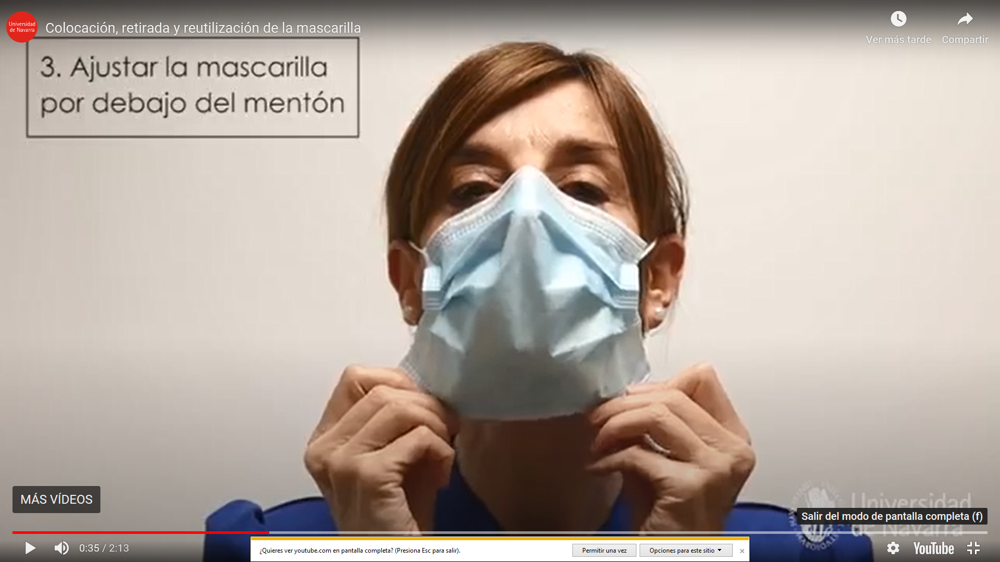 Universidad
de Navarra
Colocación, retirada y reutilización de la mascarilla
Ver más tarde
Compartir
3. Ajustar la mascarilla
por debajo del mentón
MÁS VÍDEOS
Universidad
de Navarra
Salir del modo de pantalla completa (f)
0:35 / 2:13
¿Quieres ver youtube.com en pantalla completa? (Presiona Esc para salir).
Permitir una vez
Opciones para este sitio
×
YouTube